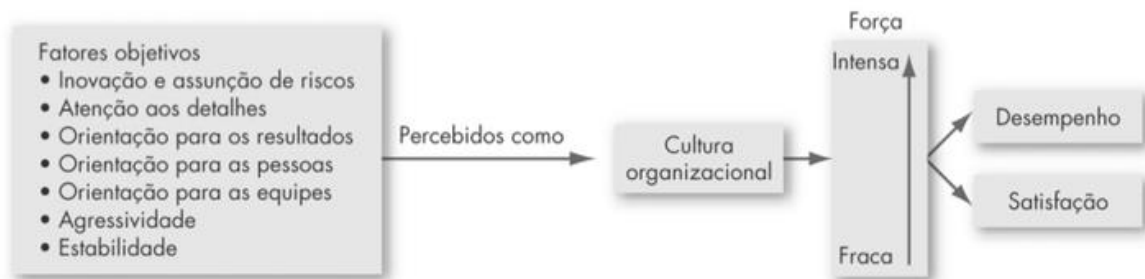 Fatores objetivos
• Inovação e assunção de riscos
• Atenção aos detalhes
• Orientação para os resultados
• Orientação para as pessoas
• Orientação para as equipes
• Agressividade
• Estabilidade
Percebidos como
Cultura
organizacional
Força
Intensa
Fraca
Desempenho
Satisfação